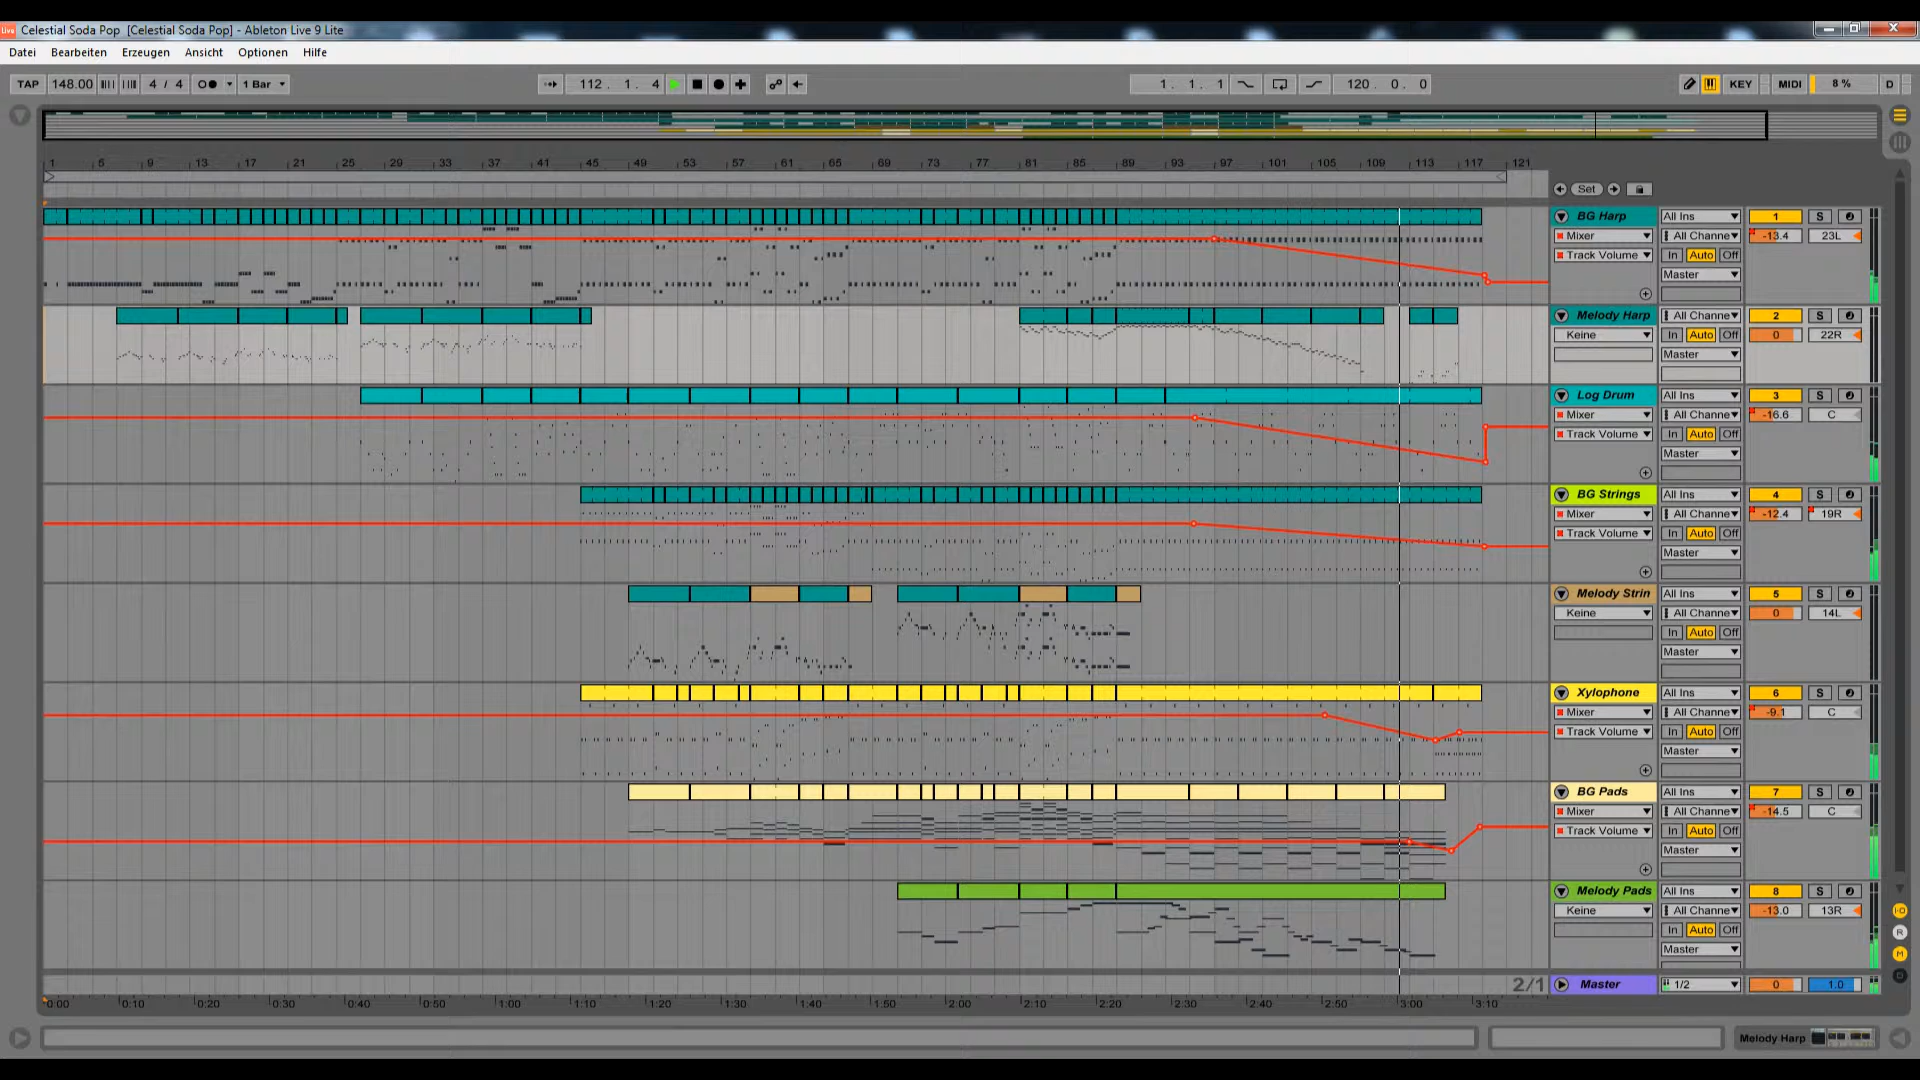 Live Celestial Soda Pop [Celestial Soda Pop] - Ableton Live 9 Lite
Datei Bearbeiten Erzeugen Ansicht Optionen Hilfe
TAP 148.00 4 / 4 1 Bar 112. 1. 4 1. 1. 1 120. 0. 0 KEY MIDI 8 % D
1 5 9 13 17 21 25 29 33 37 41 45 49 53 57 61 65 69 73 77 81 85 89 93 97 101 105 109 113 117 121
Set
BG Harp All Ins 1 S
Mixer All Channe -13.4 23L
Track Volume In Auto Off
Master
Melody Harp All Ins 2 S
Keine In Auto Off 0 22R
Master
Log Drum All Ins 3 S
Mixer All Channe -16.6 C
Track Volume In Auto Off
Master
BG Strings All Ins 4 S
Mixer All Channe -12.4 19R
Track Volume In Auto Off
Master
Melody Strin All Ins 5 S
Keine All Channe 0 14L
In Auto Off
Master
Xylophone All Ins 6 S
Mixer All Channe -9.1 C
Track Volume In Auto Off
Master
BG Pads All Ins 7 S
Mixer All Channe -14.5 C
Track Volume In Auto Off
Master
Melody Pads All Ins 8 S
Keine All Channe -13.0 13R
In Auto Off
Master
I·O
R
M
D
2/1 Master 1/2 0 1.0
0:00 0:10 0:20 0:30 0:40 0:50 1:00 1:10 1:20 1:30 1:40 1:50 2:00 2:10 2:20 2:30 2:40 2:50 3:00 3:10
Melody Harp